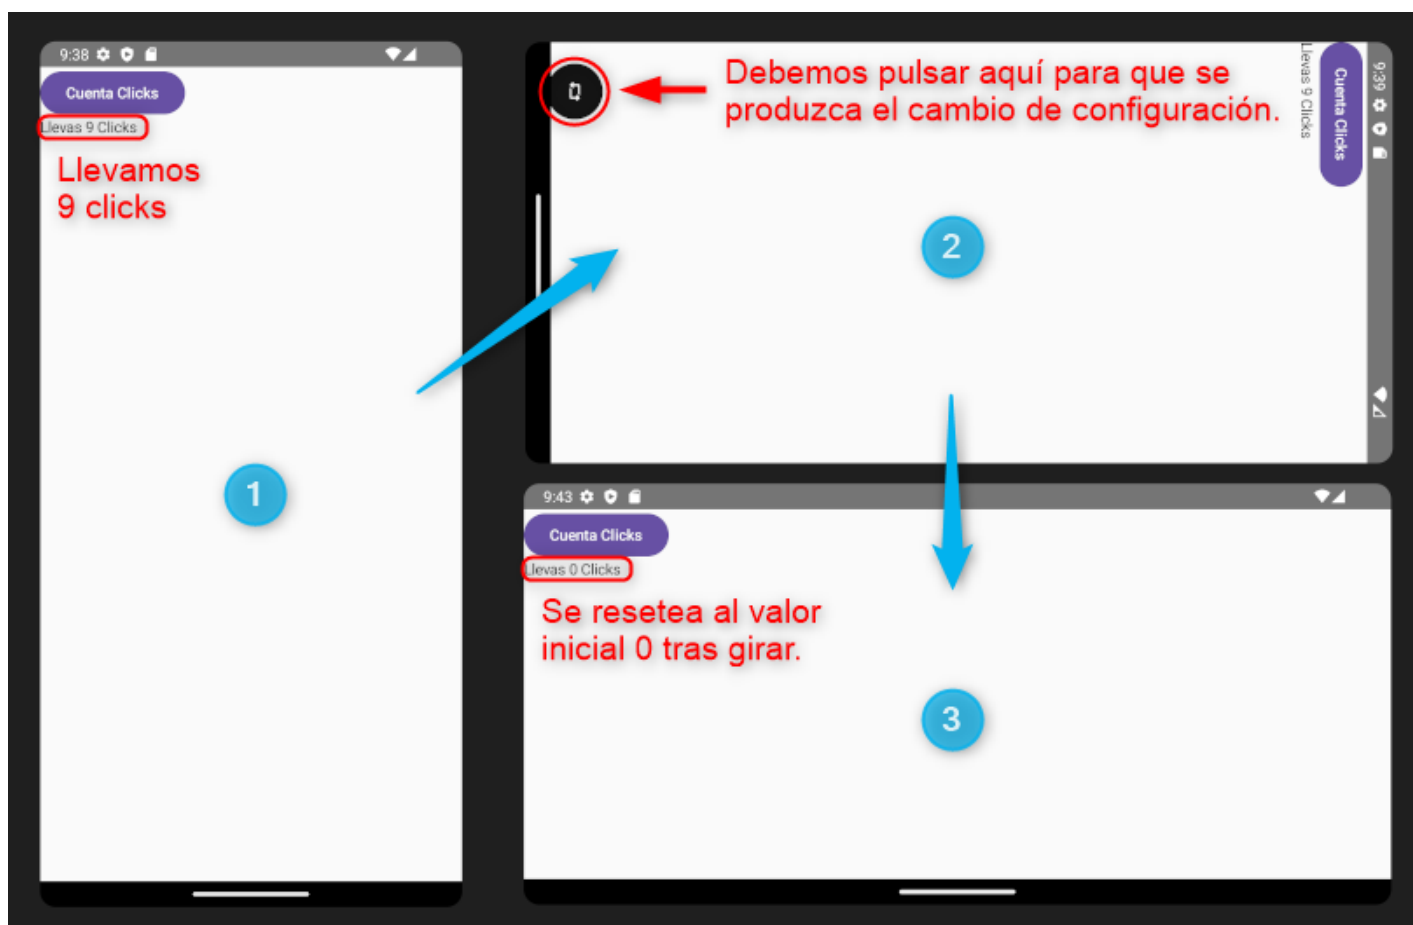 9:38
Cuenta Clicks
Llevas 9 Clicks
Llevamos
9 clicks
1
Debemos pulsar aquí para que se
produzca el cambio de configuración.
9:39
Cuenta Clicks
Llevas 9 Clicks
2
9:43
Cuenta Clicks
Llevas 0 Clicks
Se resetea al valor
inicial 0 tras girar.
3